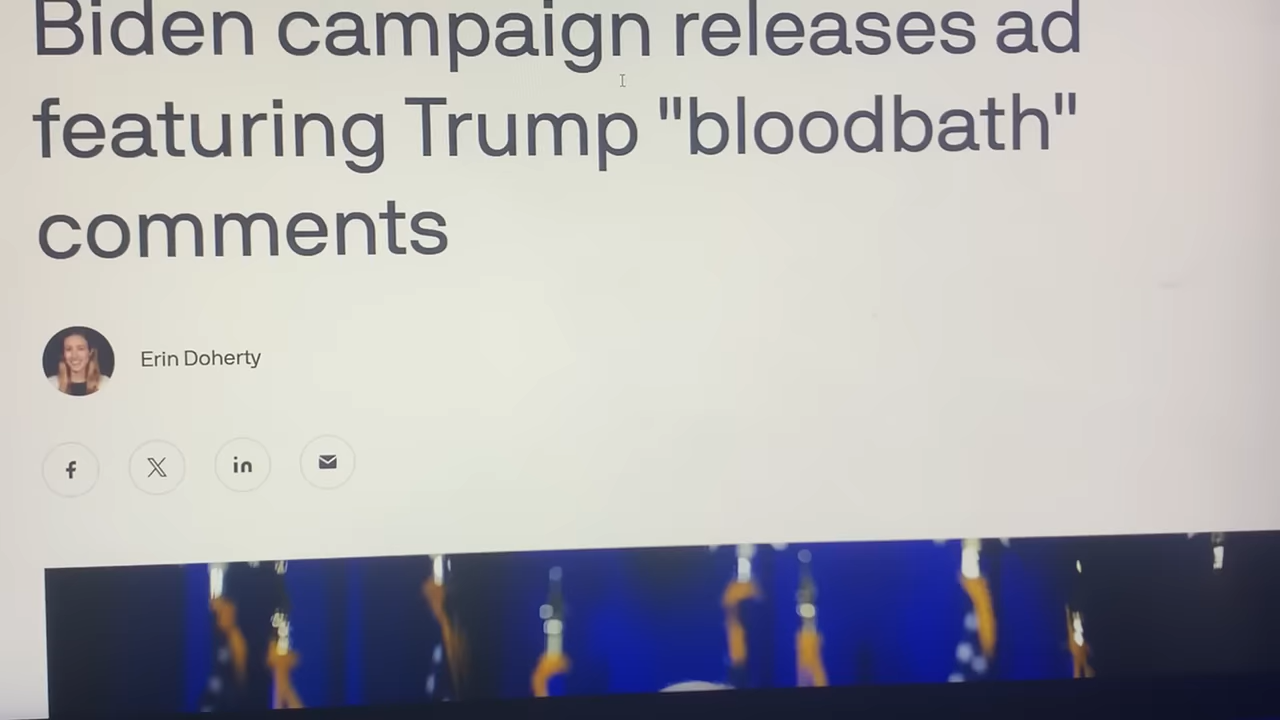 Biden campaign releases ad
featuring Trump "bloodbath"
comments
Erin Doherty